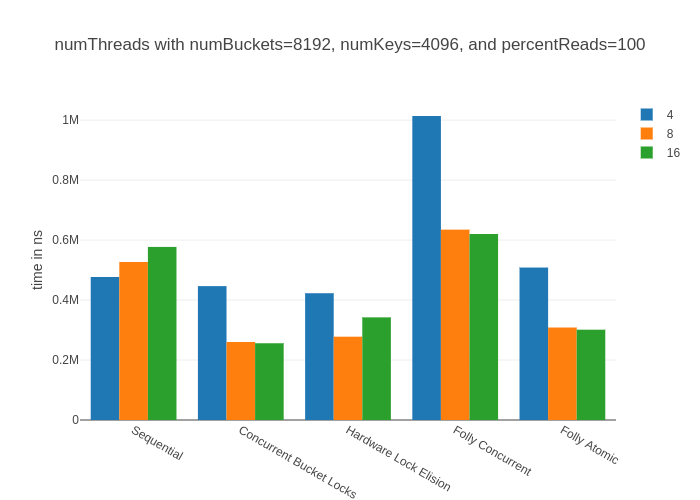 numThreads with numBuckets=8192, numKeys=4096, and percentReads=100
4
8
16
1M
0.8M
0.6M
0.4M
0.2M
0
time in ns
Sequential
Concurrent Bucket Locks
Hardware Lock Elision
Folly Concurrent
Folly Atomic